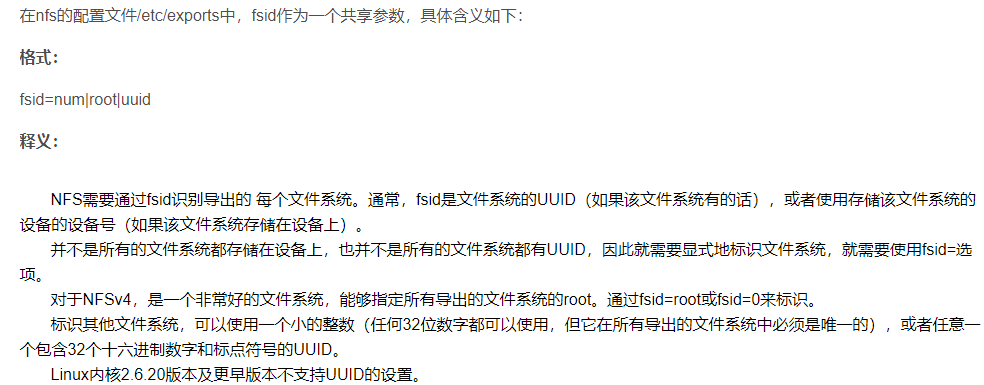 在nfs的配置文件/etc/exports中，fsid作为一个共享参数，具体含义如下：
格式：
fsid=num|root|uuid
释义：
NFS需要通过fsid识别导出的 每个文件系统。通常，fsid是文件系统的UUID（如果该文件系统有的话），或者使用存储该文件系统的
设备的设备号（如果该文件系统存储在设备上）。
并不是所有的文件系统都存储在设备上，也并不是所有的文件系统都有UUID，因此就需要显式地标识文件系统，就需要使用fsid=选
项。
对于NFSv4，是一个非常好的文件系统，能够指定所有导出的文件系统的root。通过fsid=root或fsid=0来标识。
标识其他文件系统，可以使用一个小的整数（任何32位数字都可以使用，但它在所有导出的文件系统中必须是唯一的），或者任意一
个包含32个十六进制数字和标点符号的UUID。
Linux内核2.6.20版本及更早版本不支持UUID的设置。